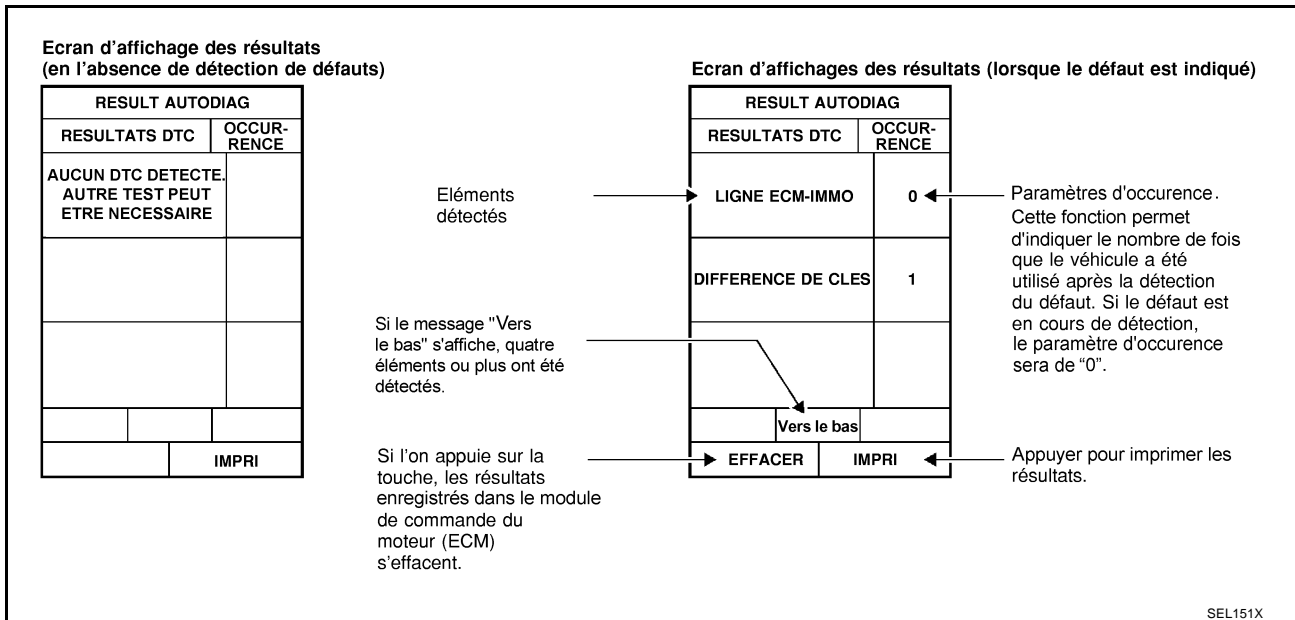 Ecran d'affichage des résultats
(en l'absence de détection de défauts)
RESULT AUTODIAG
RESULTATS DTC
OCCUR-
RENCE
AUCUN DTC DETECTE.
AUTRE TEST PEUT
ETRE NECESSAIRE
IMPRI
Ecran d'affichages des résultats (lorsque le défaut est indiqué)
RESULT AUTODIAG
RESULTATS DTC
OCCUR-
RENCE
Eléments
détectés
LIGNE ECM-IMMO
0
Paramètres d'occurence.
Cette fonction permet
d'indiquer le nombre de fois
que le véhicule a été
utilisé après la détection
du défaut. Si le défaut est
en cours de détection,
le paramètre d'occurence
sera de “0”.
DIFFERENCE DE CLES
1
Si le message "Vers
le bas" s'affiche, quatre
éléments ou plus ont été
détectés.
Vers le bas
Si l'on appuie sur la
touche, les résultats
enregistrés dans le module
de commande du
moteur (ECM)
s'effacent.
EFFACER
IMPRI
Appuyer pour imprimer les
résultats.
SEL151X